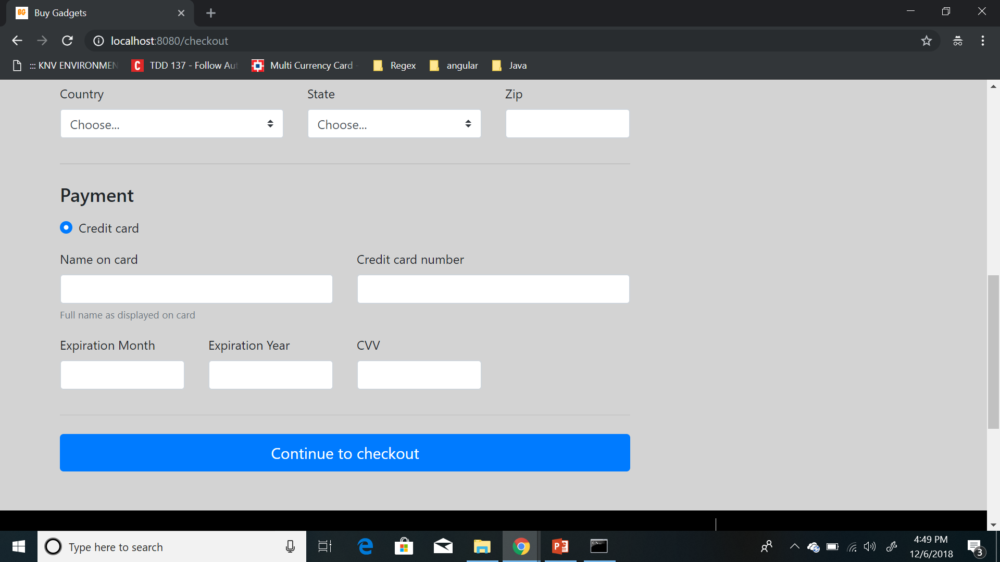 BG Buy Gadgets
localhost:8080/checkout
::: KNV ENVIRONMEN TDD 137 - Follow Aut Multi Currency Card - Regex angular Java
Country State Zip
Choose... Choose...
Payment
Credit card
Name on card Credit card number
Full name as displayed on card
Expiration Month Expiration Year CVV
Continue to checkout
Type here to search
4:49 PM
12/6/2018
3